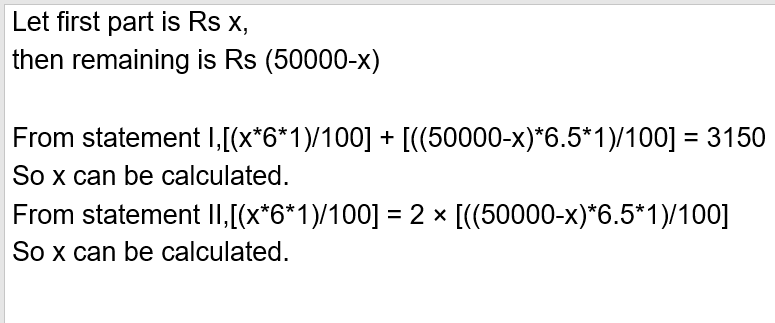 Let first part is Rs x,
then remaining is Rs (50000-x)
From statement I,[(x*6*1)/100] + [((50000-x)*6.5*1)/100] = 3150
So x can be calculated.
From statement II,[(x*6*1)/100] = 2 × [((50000-x)*6.5*1)/100]
So x can be calculated.